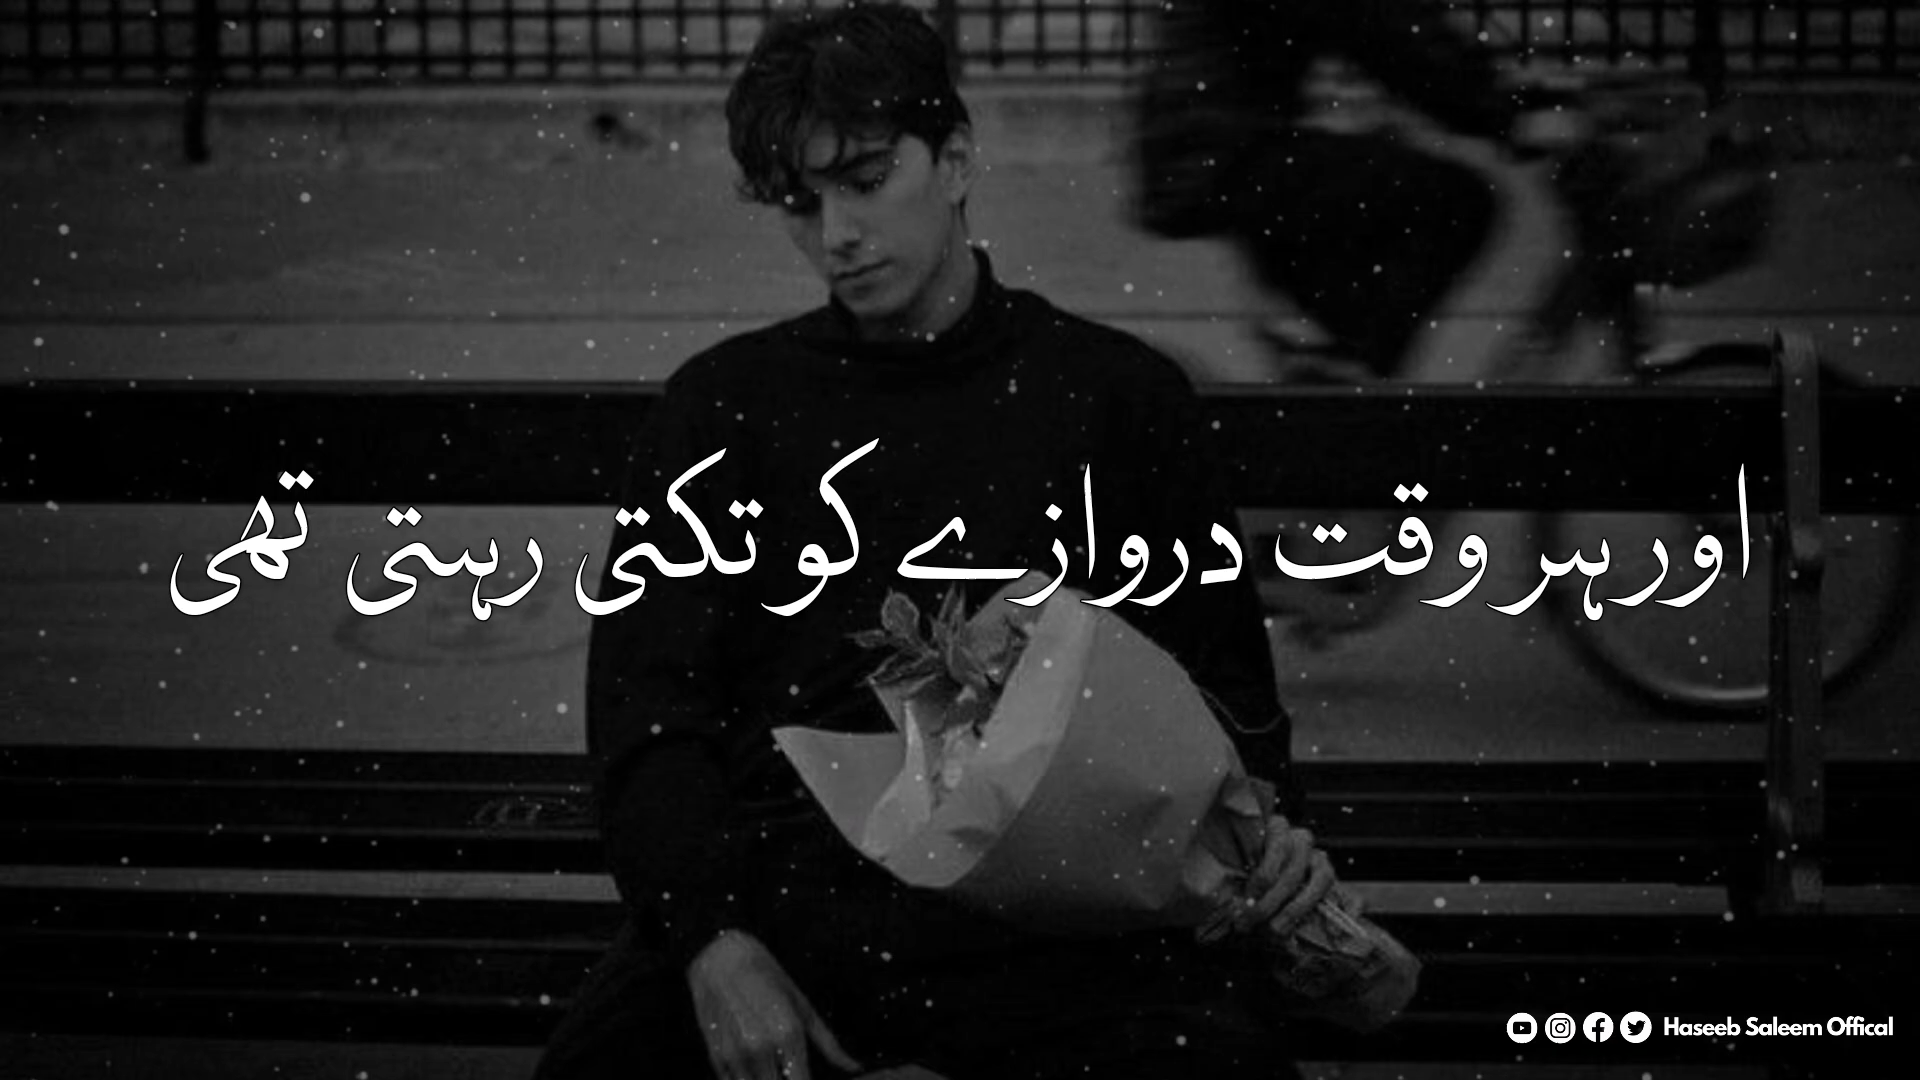 اور ہر وقت دروازے کو تکتی رہتی تھی
Haseeb Saleem Offical